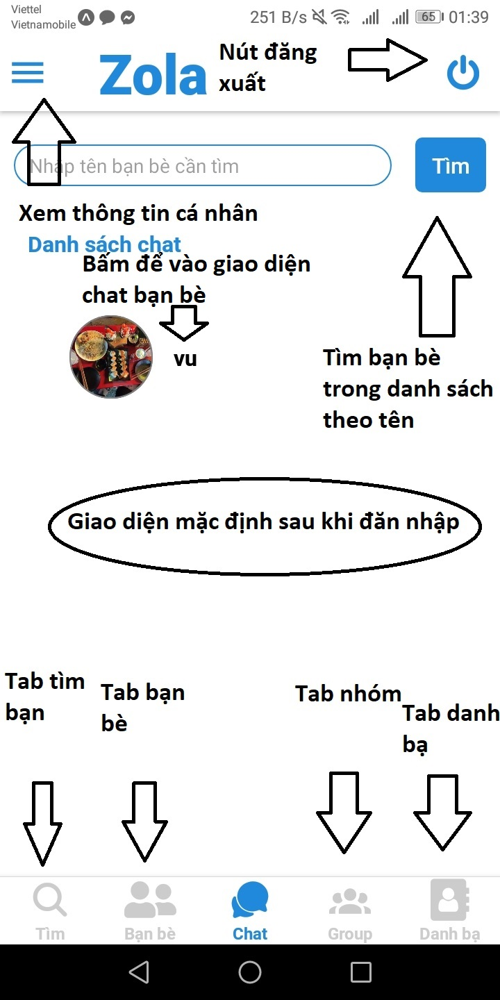 Viettel
Vietnamobile
251 B/s
65
01:39
Zola
Nút đăng
xuất
Nhập tên bạn bè cần tìm
Tìm
Xem thông tin cá nhân
Danh sách chat
Bấm để vào giao diện
chat bạn bè
vu
Tìm bạn bè
trong danh sách
theo tên
Giao diện mặc định sau khi đăn nhập
Tab tìm
bạn
Tab bạn
bè
Tab nhóm
Tab danh
bạ
Tìm
Bạn bè
Chat
Group
Danh bạ